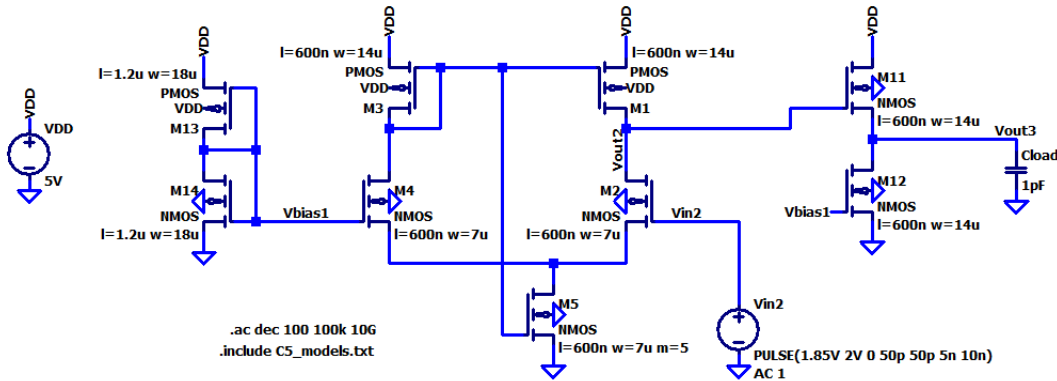 VDD
VDD
5V
VDD
l=1.2u w=18u
PMOS
VDD
M13
M14
NMOS
l=1.2u w=18u
Vbias1
VDD
l=600n w=14u
PMOS
VDD
M3
M4
NMOS
l=600n w=7u
VDD
l=600n w=14u
PMOS
VDD
M1
Vout2
M2
NMOS
l=600n w=7u
Vin2
M5
NMOS
l=600n w=7u m=5
Vin2
PULSE(1.85V 2V 0 50p 50p 5n 10n)
AC 1
VDD
M11
NMOS
l=600n w=14u
Vout3
Cload
1pF
M12
Vbias1
NMOS
l=600n w=14u
.ac dec 100 100k 10G
.include C5_models.txt